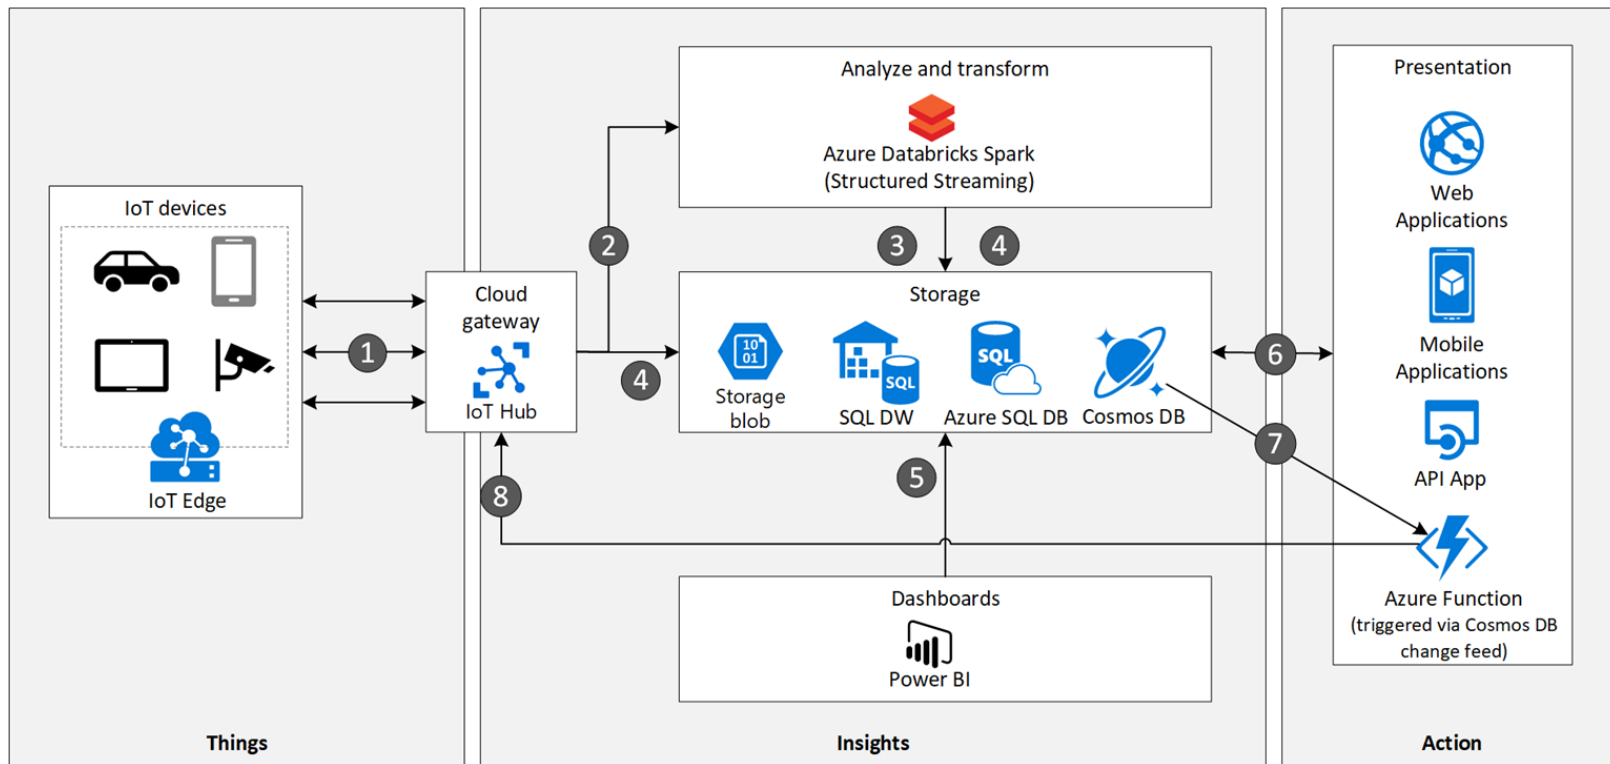 IoT devices
IoT Edge
Things
1
Cloud
gateway
IoT Hub
2
4
8
Analyze and transform
Azure Databricks Spark
(Structured Streaming)
3
4
Storage
10
01
Storage
blob
SQL
SQL DW
SQL
Azure SQL DB
Cosmos DB
5
Dashboards
Power BI
Insights
6
7
Presentation
Web
Applications
Mobile
Applications
API App
Azure Function
(triggered via Cosmos DB
change feed)
Action